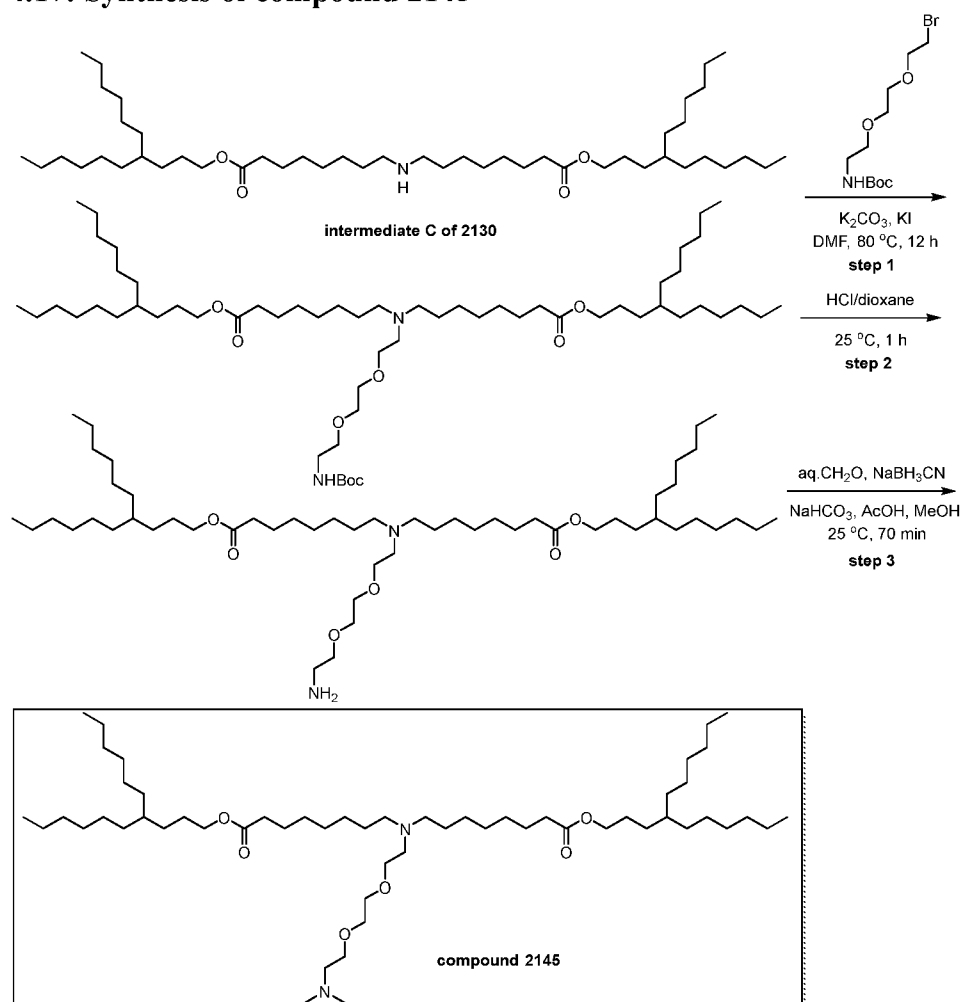 Br
O
O
NHBoc
O
O
N
H
O
O
intermediate C of 2130
K2CO3, KI
DMF, 80 °C, 12 h
step 1
O
O
N
O
O
O
O
NHBoc
HCl/dioxane
25 °C, 1 h
step 2
O
O
N
O
O
O
O
NH2
aq.CH2O, NaBH3CN
NaHCO3, AcOH, MeOH
25 °C, 70 min
step 3
O
O
N
O
O
O
O
N
compound 2145